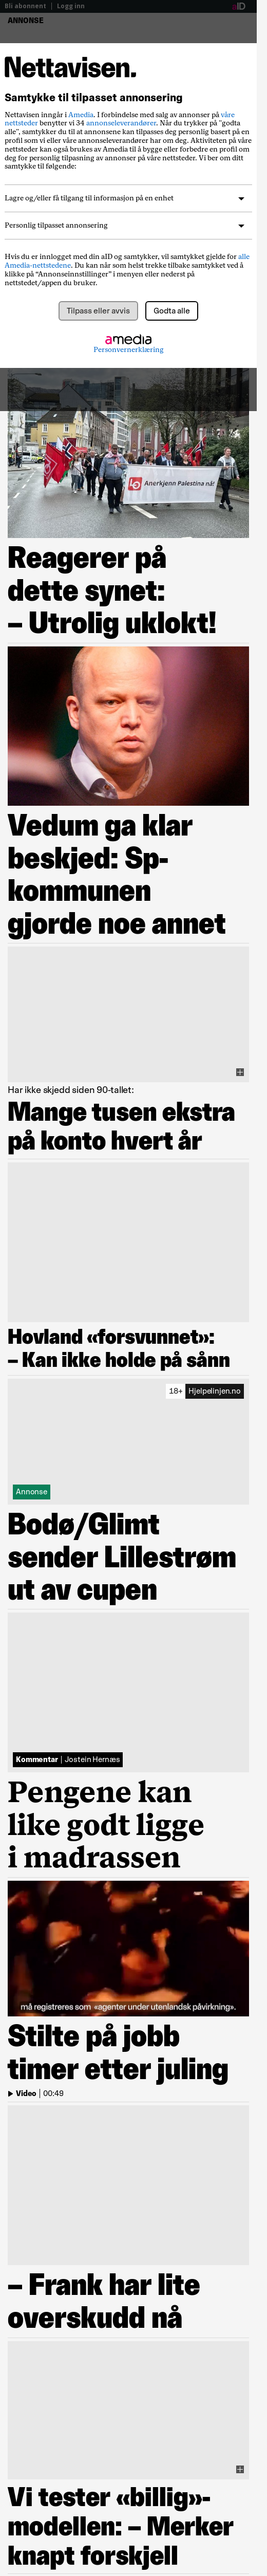 Bli abonnent | Logg inn
aID
ANNONSE
Nettavisen.
Samtykke til tilpasset annonsering
Nettavisen inngår i Amedia. I forbindelse med salg av annonser på våre
nettsteder benytter vi 34 annonseleverandører. Når du trykker på "godta
alle", samtykker du til at annonsene kan tilpasses deg personlig basert på en
profil som vi eller våre annonseleverandører har om deg. Aktiviteten på våre
nettsteder kan også brukes av Amedia til å bygge eller forbedre en profil om
deg for personlig tilpasning av annonser på våre nettsteder. Vi ber om ditt
samtykke til følgende:
Lagre og/eller få tilgang til informasjon på en enhet
Personlig tilpasset annonsering
Hvis du er innlogget med din aID og samtykker, vil samtykket gjelde for alle
Amedia-nettstedene. Du kan når som helst trekke tilbake samtykket ved å
klikke på “Annonseinnstillinger” i menyen eller nederst på
nettstedet/appen du bruker.
Tilpass eller avvis
Godta alle
amedia
Personvernerklæring
LO Anerkjenn Palestina nå!
Reagerer på
dette synet:
– Utrolig uklokt!
Vedum ga klar
beskjed: Sp-
kommunen
gjorde noe annet
Har ikke skjedd siden 90-tallet:
Mange tusen ekstra
på konto hvert år
Hovland «forsvunnet»:
– Kan ikke holde på sånn
18+ Hjelpelinjen.no
Annonse
Bodø/Glimt
sender Lillestrøm
ut av cupen
Kommentar | Jostein Hernæs
Pengene kan
like godt ligge
i madrassen
må registreres som «agenter under utenlandsk påvirkning».
Stilte på jobb
timer etter juling
Video | 00:49
– Frank har lite
overskudd nå
Vi tester «billig»-
modellen: – Merker
knapt forskjell